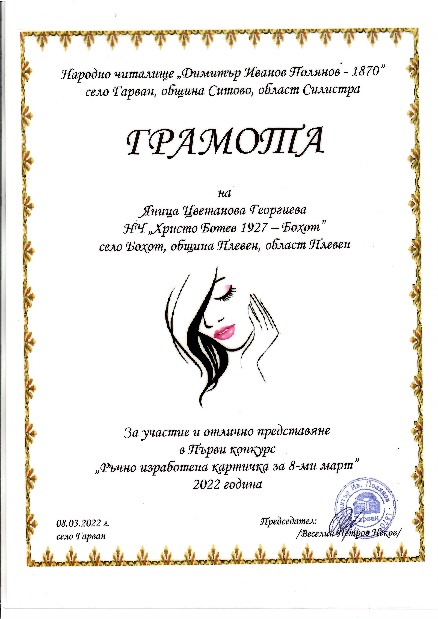 Народно читалище „Димитър Иванов Полянов - 1870”
село Гарван, община Ситово, област Силистра
ГРАМОТА
на
Яница Цветанова Георгиева
НЧ „Христо Ботев 1927 – Бохот”
село Бохот, община Плевен, област Плевен
За участие и отлично представяне
в Първи конкурс
„Ръчно изработена картичка за 8-ми март”
2022 година
08.03.2022 г.
село Гарван
Председател:
/Веселин Петров